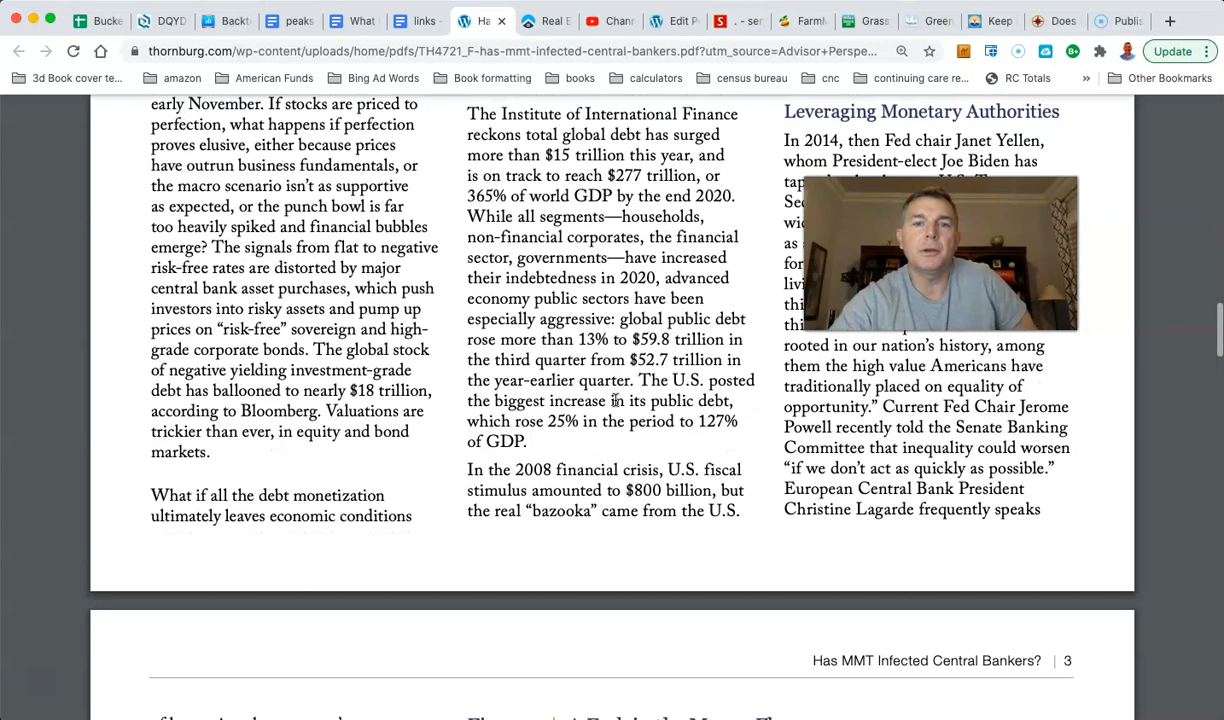 Bucke
DQYD
Backt
peaks
What
links -
Ha
Real E
Chann
Edit P
. - ser
FarmM
Grass
Green
Keep
Does
Publis
thornburg.com/wp-content/uploads/home/pdfs/TH4721_F-has-mmt-infected-central-bankers.pdf?utm_source=Advisor+Perspe...
Update
3d Book cover te...
amazon
American Funds
Bing Ad Words
Book formatting
books
calculators
census bureau
cnc
continuing care re...
RC Totals
»
Other Bookmarks
early November. If stocks are priced to
perfection, what happens if perfection
proves elusive, either because prices
have outrun business fundamentals, or
the macro scenario isn't as supportive
as expected, or the punch bowl is far
too heavily spiked and financial bubbles
emerge? The signals from flat to negative
risk-free rates are distorted by major
central bank asset purchases, which push
investors into risky assets and pump up
prices on "risk-free" sovereign and high-
grade corporate bonds. The global stock
of negative yielding investment-grade
debt has ballooned to nearly $18 trillion,
according to Bloomberg. Valuations are
trickier than ever, in equity and bond
markets.
What if all the debt monetization
ultimately leaves economic conditions
The Institute of International Finance
reckons total global debt has surged
more than $15 trillion this year, and
is on track to reach $277 trillion, or
365% of world GDP by the end 2020.
While all segments—households,
non-financial corporates, the financial
sector, governments—have increased
their indebtedness in 2020, advanced
economy public sectors have been
especially aggressive: global public debt
rose more than 13% to $59.8 trillion in
the third quarter from $52.7 trillion in
the year-earlier quarter. The U.S. posted
the biggest increase in its public debt,
which rose 25% in the period to 127%
of GDP.
In the 2008 financial crisis, U.S. fiscal
stimulus amounted to $800 billion, but
the real "bazooka" came from the U.S.
Leveraging Monetary Authorities
In 2014, then Fed chair Janet Yellen,
whom President-elect Joe Biden has
rooted in our nation's history, among
them the high value Americans have
traditionally placed on equality of
opportunity." Current Fed Chair Jerome
Powell recently told the Senate Banking
Committee that inequality could worsen
"if we don't act as quickly as possible."
European Central Bank President
Christine Lagarde frequently speaks
Has MMT Infected Central Bankers? | 3